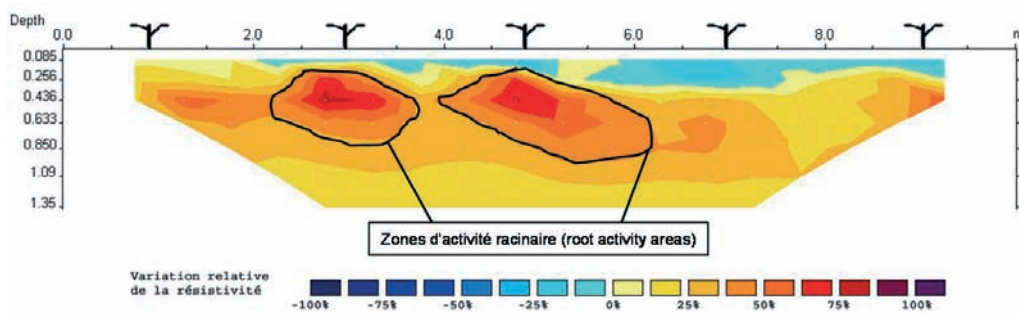 Depth
0.0 2.0 4.0 6.0 8.0
0.085
0.256
0.436
0.633
0.850
1.09
1.35
Zones d'activité racinaire (root activity areas)
Variation relative
de la résistivité
-100% -75% -50% -25% 0% 25% 50% 75% 100%